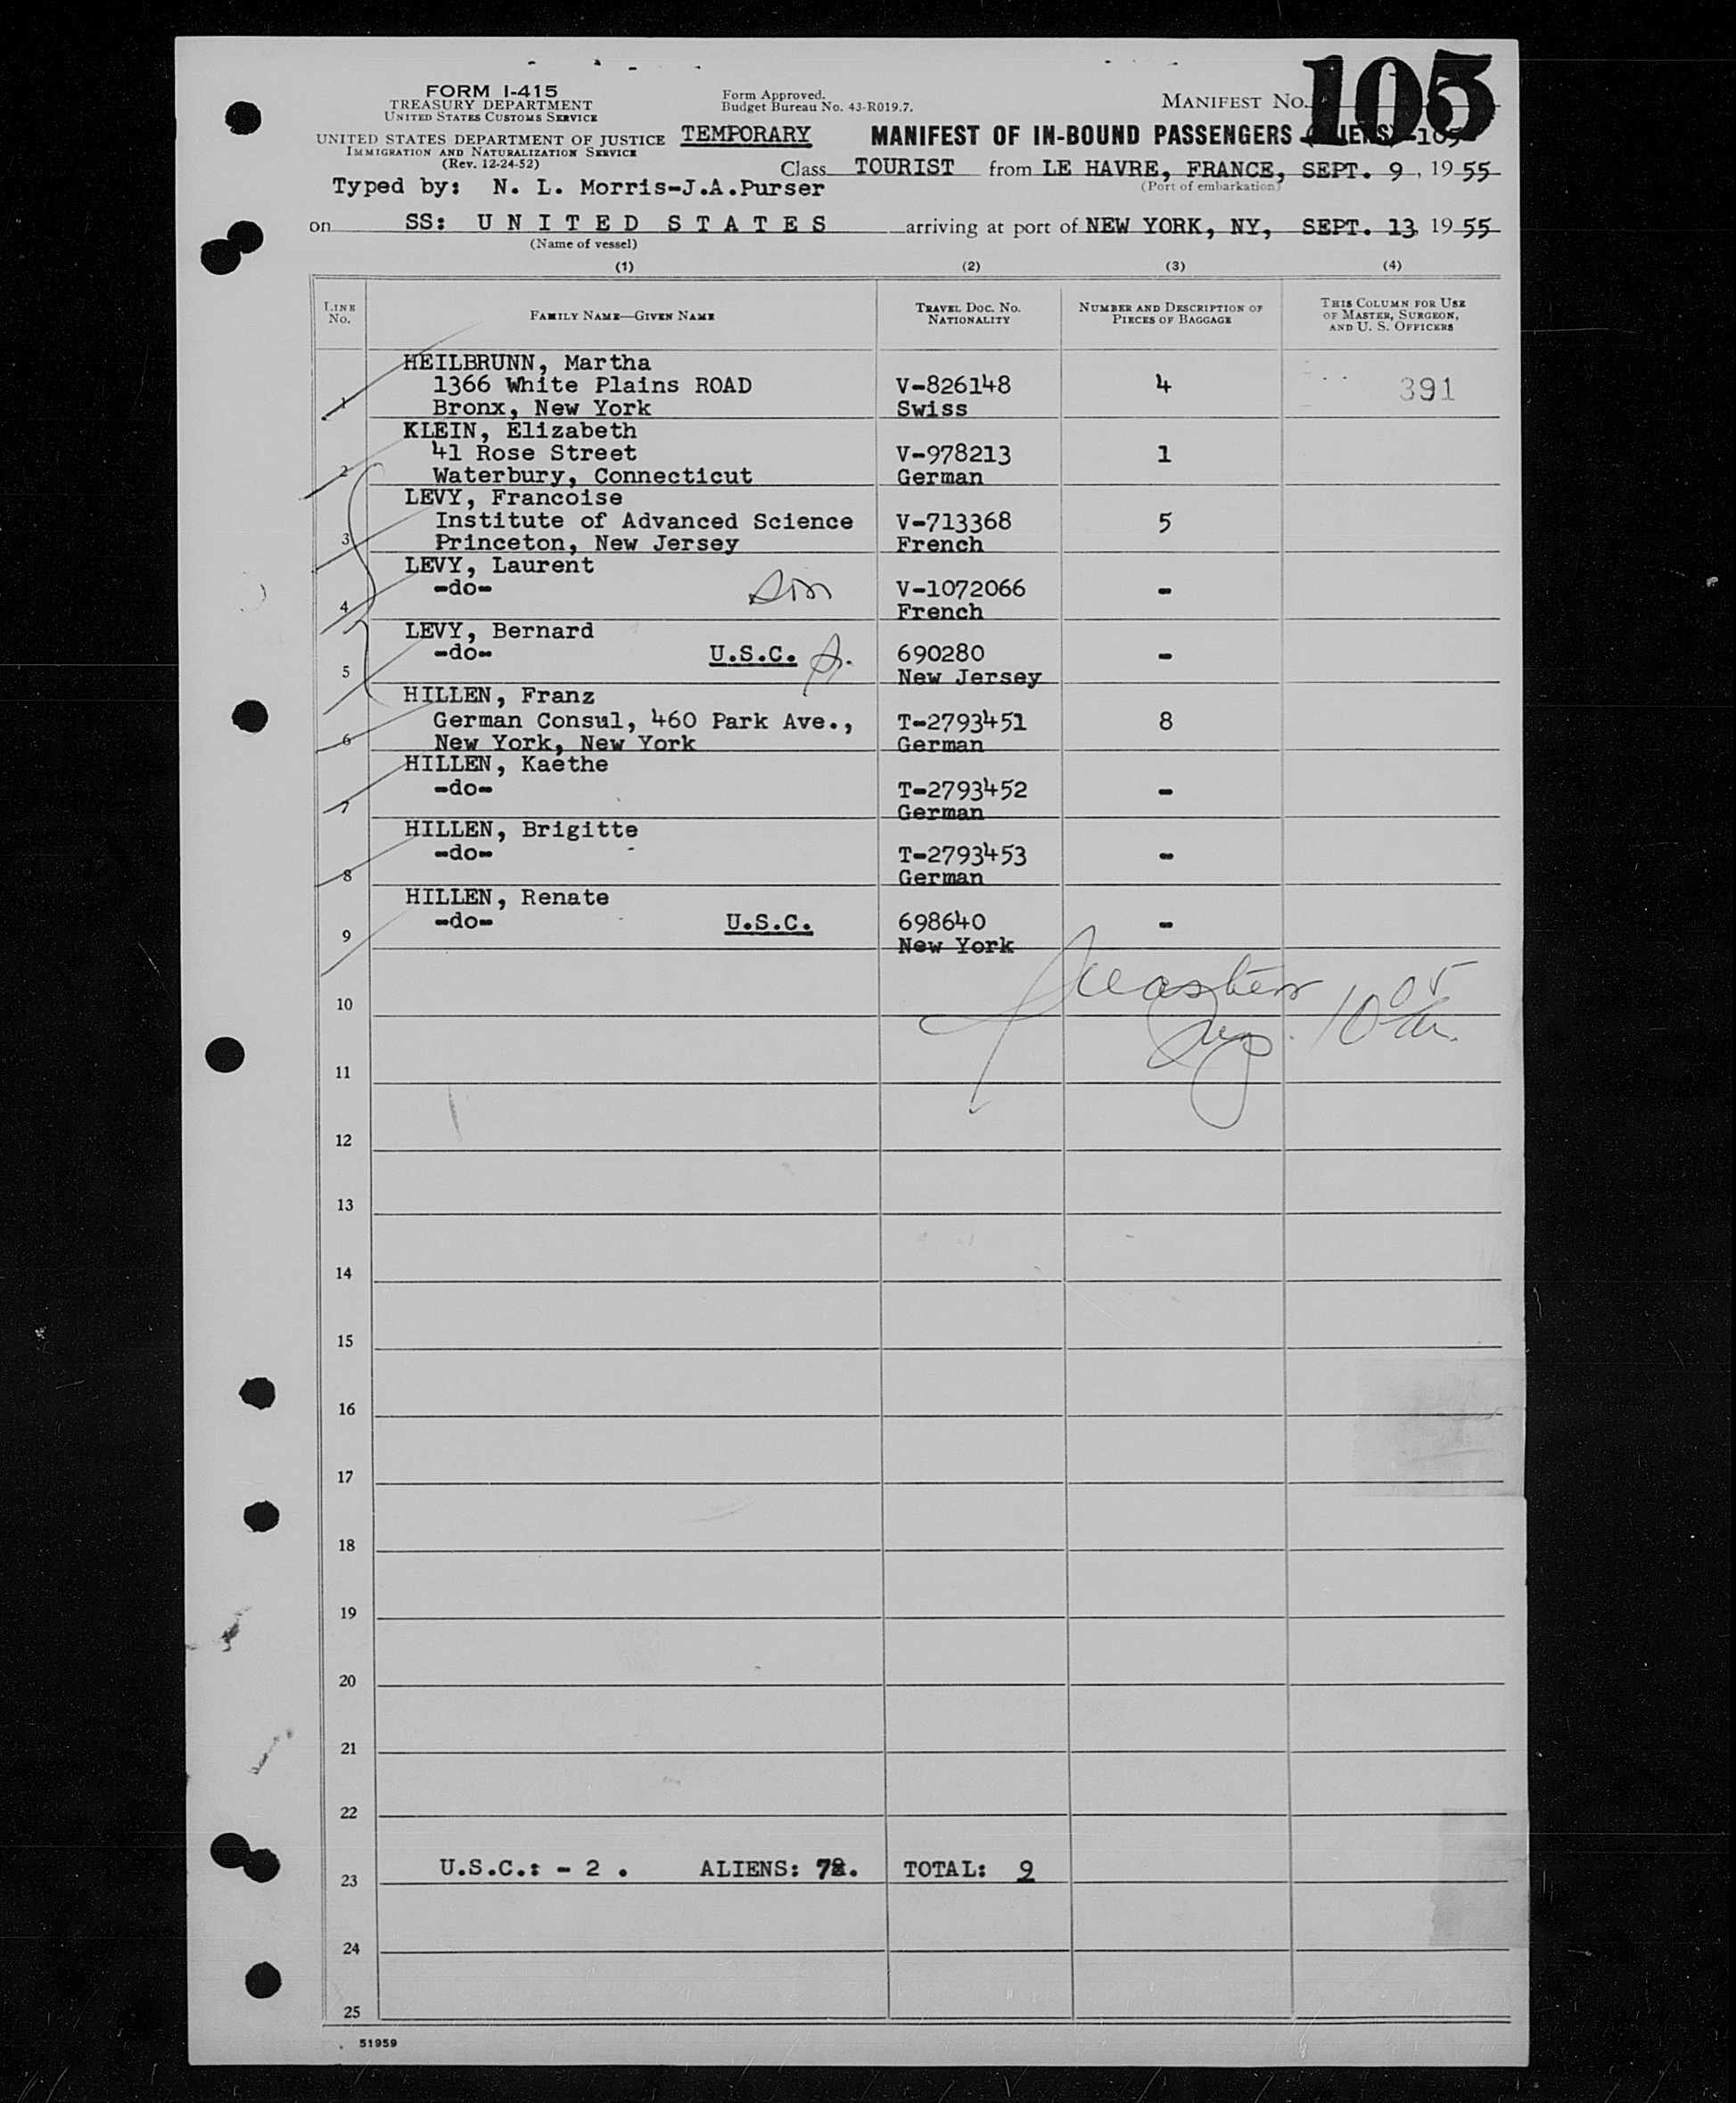 FORM I-415
TREASURY DEPARTMENT
UNITED STATES CUSTOMS SERVICE
UNITED STATES DEPARTMENT OF JUSTICE
IMMIGRATION AND NATURALIZATION SERVICE
(Rev. 12-24-52)
Form Approved.
Budget Bureau No. 43-R019.7.
MANIFEST No. 105
TEMPORARY MANIFEST OF IN-BOUND PASSENGERS (ALIENS) -105-
Class TOURIST from LE HAVRE, FRANCE, SEPT. 9, 1955
(Port of embarkation)
Typed by: N. L. Morris-J.A.Purser
on SS: UNITED STATES arriving at port of NEW YORK, NY, SEPT. 13, 1955
(Name of vessel)
(1) (2) (3) (4)
LINE No. FAMILY NAME—GIVEN NAME TRAVEL DOC. NO. NATIONALITY NUMBER AND DESCRIPTION OF PIECES OF BAGGAGE THIS COLUMN FOR USE OF MASTER, SURGEON, AND U. S. OFFICERS
HEILBRUNN, Martha
1366 White Plains ROAD V-826148 4 391
1 Bronx, New York Swiss
KLEIN, Elizabeth
41 Rose Street V-978213 1
2 Waterbury, Connecticut German
LEVY, Francoise
Institute of Advanced Science V-713368 5
3 Princeton, New Jersey French
LEVY, Laurent
-do- son V-1072066 -
4 French
LEVY, Bernard
-do- U.S.C. 690280 -
5 New Jersey
HILLEN, Franz
German Consul, 460 Park Ave., T-2793451 8
6 New York, New York German
HILLEN, Kaethe
-do- T-2793452 -
7 German
HILLEN, Brigitte
-do- T-2793453 -
8 German
HILLEN, Renate
-do- U.S.C. 698640 -
9 New York
10
11
12
13
14
15
16
17
18
19
20
21
22
23 U.S.C.: - 2 . ALIENS: 7. TOTAL: 9
24
25
51959